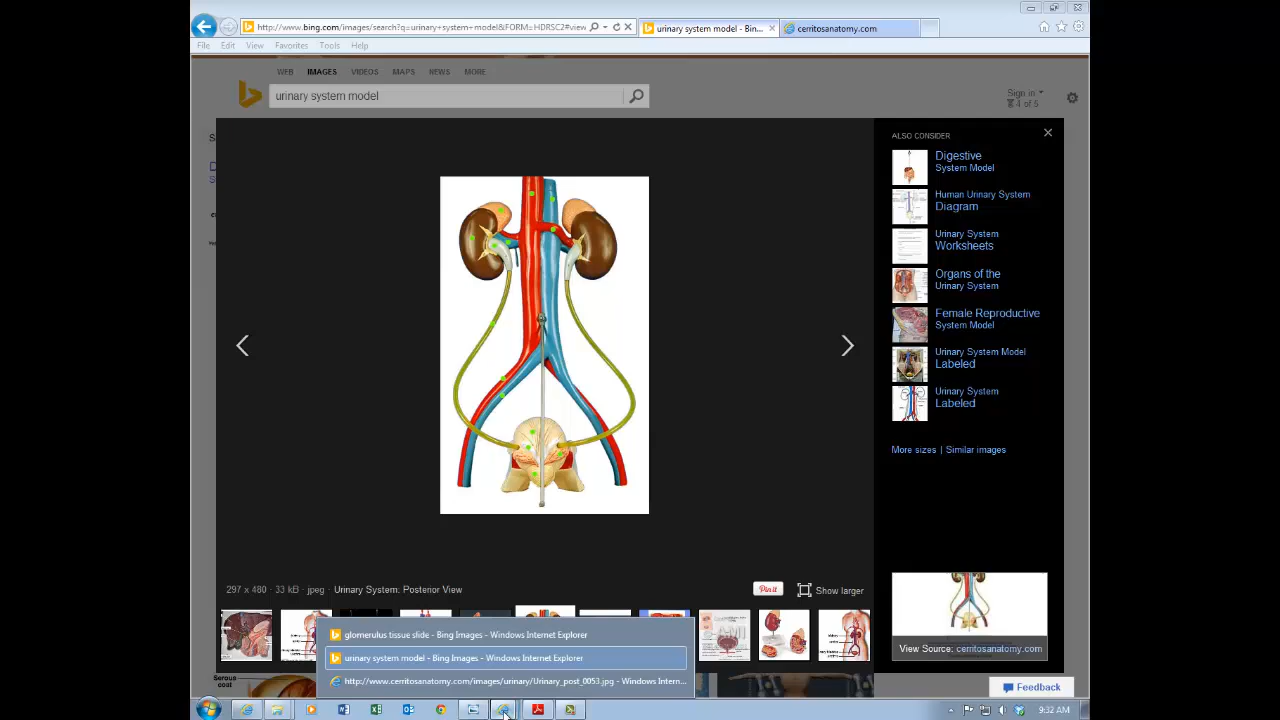 http://www.bing.com/images/search?q=urinary+system+model&FORM=HDRSC2#view
urinary system model - Bin...
cerritosanatomy.com
File Edit View Favorites Tools Help
WEB IMAGES VIDEOS MAPS NEWS MORE
urinary system model
Sign in
4 of 5
ALSO CONSIDER
Digestive
System Model
Human Urinary System
Diagram
Urinary System
Worksheets
Organs of the
Urinary System
Female Reproductive
System Model
Urinary System Model
Labeled
Urinary System
Labeled
More sizes | Similar images
297 x 480 · 33 kB · jpeg · Urinary System: Posterior View
Pin it
Show larger
glomerulus tissue slide - Bing Images - Windows Internet Explorer
urinary system model - Bing Images - Windows Internet Explorer
http://www.cerritosanatomy.com/images/urinary/Urinary_post_0053.jpg - Windows Intern...
View Source: cerritosanatomy.com
Serous
coat
Feedback
9:32 AM